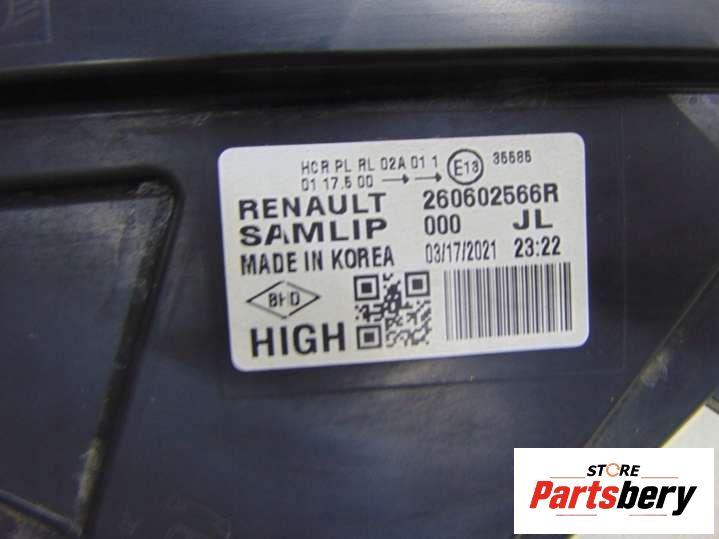 HCR PL RL 02A 01 1 E13 35585
01 17.5 00
RENAULT 260602566R
SAMLIP 000 JL
MADE IN KOREA 03/17/2021 23:22
BHD
HIGH
STORE
Partsbery